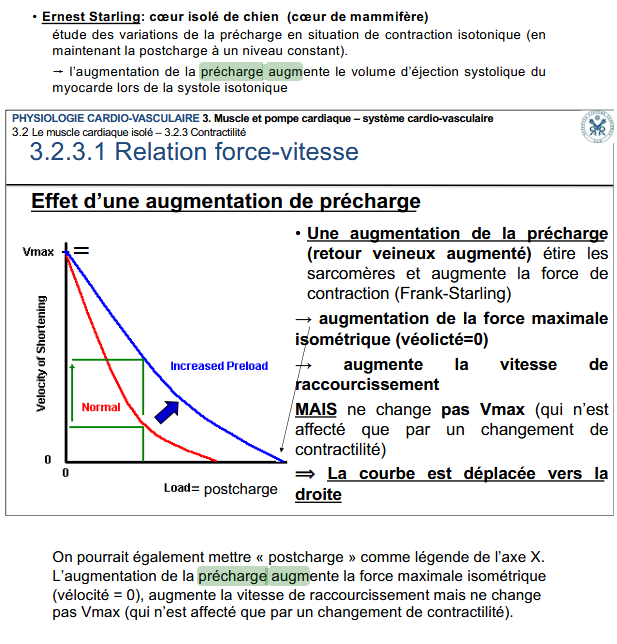 • Ernest Starling: cœur isolé de chien (cœur de mammifère)
étude des variations de la précharge en situation de contraction isotonique (en
maintenant la postcharge à un niveau constant).
→ l'augmentation de la précharge augmente le volume d'éjection systolique du
myocarde lors de la systole isotonique
PHYSIOLOGIE CARDIO-VASCULAIRE 3. Muscle et pompe cardiaque – système cardio-vasculaire
3.2 Le muscle cardiaque isolé – 3.2.3 Contractilité
3.2.3.1 Relation force-vitesse
Effet d'une augmentation de précharge
• Une augmentation de la précharge
(retour veineux augmenté) étire les
sarcomères et augmente la force de
contraction (Frank-Starling)
→ augmentation de la force maximale
isométrique (véolicté=0)
→ augmente la vitesse de
raccourcissement
MAIS ne change pas Vmax (qui n'est
affecté que par un changement de
contractilité)
⟹ La courbe est déplacée vers la
droite
Vmax =
Velocity of Shortening
Increased Preload
Normal
0
0
Load= postcharge
On pourrait également mettre « postcharge » comme légende de l'axe X.
L'augmentation de la précharge augmente la force maximale isométrique
(vélocité = 0), augmente la vitesse de raccourcissement mais ne change
pas Vmax (qui n'est affecté que par un changement de contractilité).